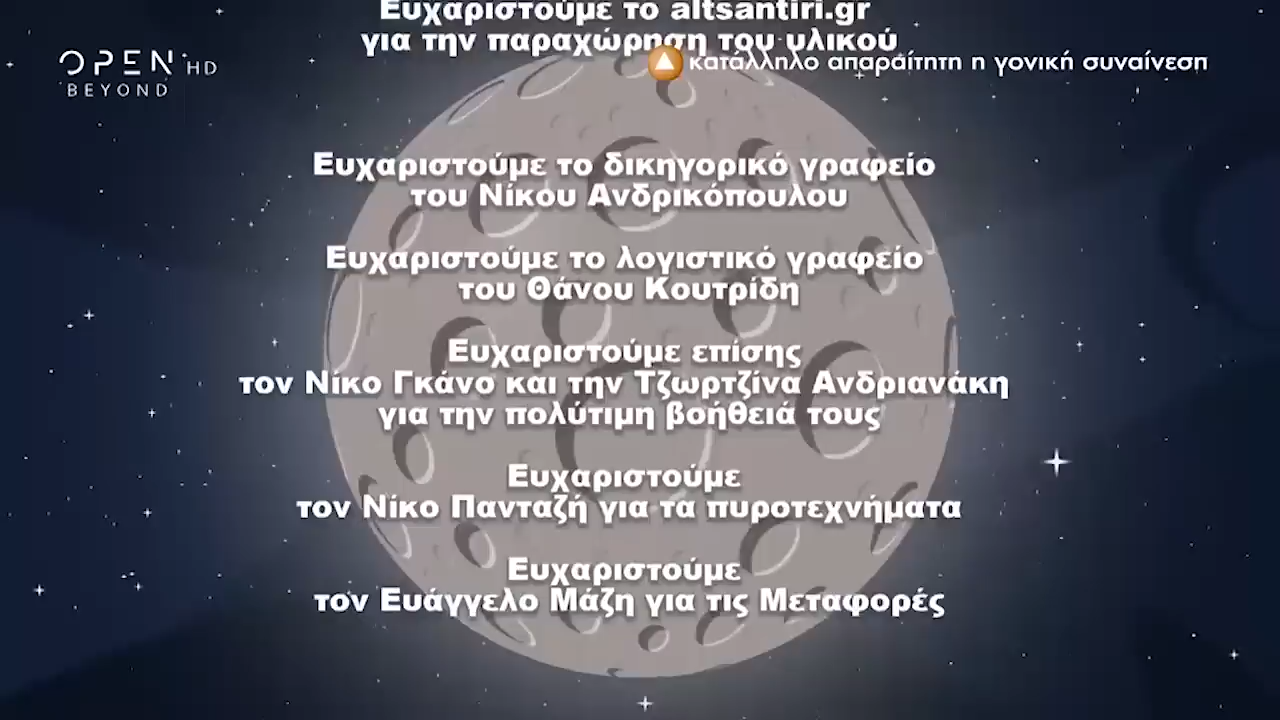 Ευχαριστούμε το altsantiri.gr
για την παραχώρηση του υλικού
OPEN HD
BEYOND
κατάλληλο απαραίτητη η γονική συναίνεση
Ευχαριστούμε το δικηγορικό γραφείο
του Νίκου Ανδρικόπουλου
Ευχαριστούμε το λογιστικό γραφείο
του Θάνου Κουτρίδη
Ευχαριστούμε επίσης
τον Νίκο Γκάνο και την Τζωρτζίνα Ανδριανάκη
για την πολύτιμη βοήθειά τους
Ευχαριστούμε
τον Νίκο Πανταζή για τα πυροτεχνήματα
Ευχαριστούμε
τον Ευάγγελο Μάζη για τις Μεταφορές